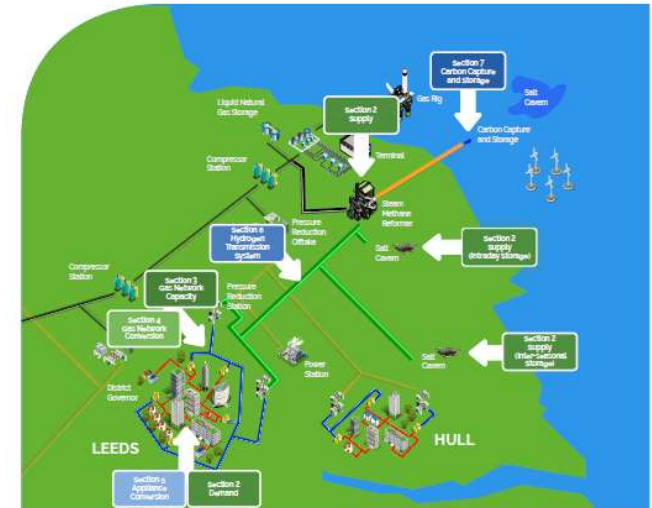 Section 7
Carbon Capture
and storage
Gas Rig
Salt
Cavern
Liquid Natural
Gas Storage
Section 2
supply
Carbon Capture
and Storage
Terminal
Compressor
Station
Steam
Methane
Reformer
Pressure
Reduction
Offtake
Section 6
Hydrogen
Transmission
system
Salt
Cavern
Section 2
supply
(Intraday storage)
Compressor
Station
Section 3
Gas Network
Capacity
Pressure
Reduction
Station
Section 4
Gas Network
Conversion
Power
Station
Salt
Cavern
Section 2
supply
(Inter-seasonal
storage)
District
Governor
LEEDS
HULL
Section 5
Appliance
Conversion
Section 2
Demand